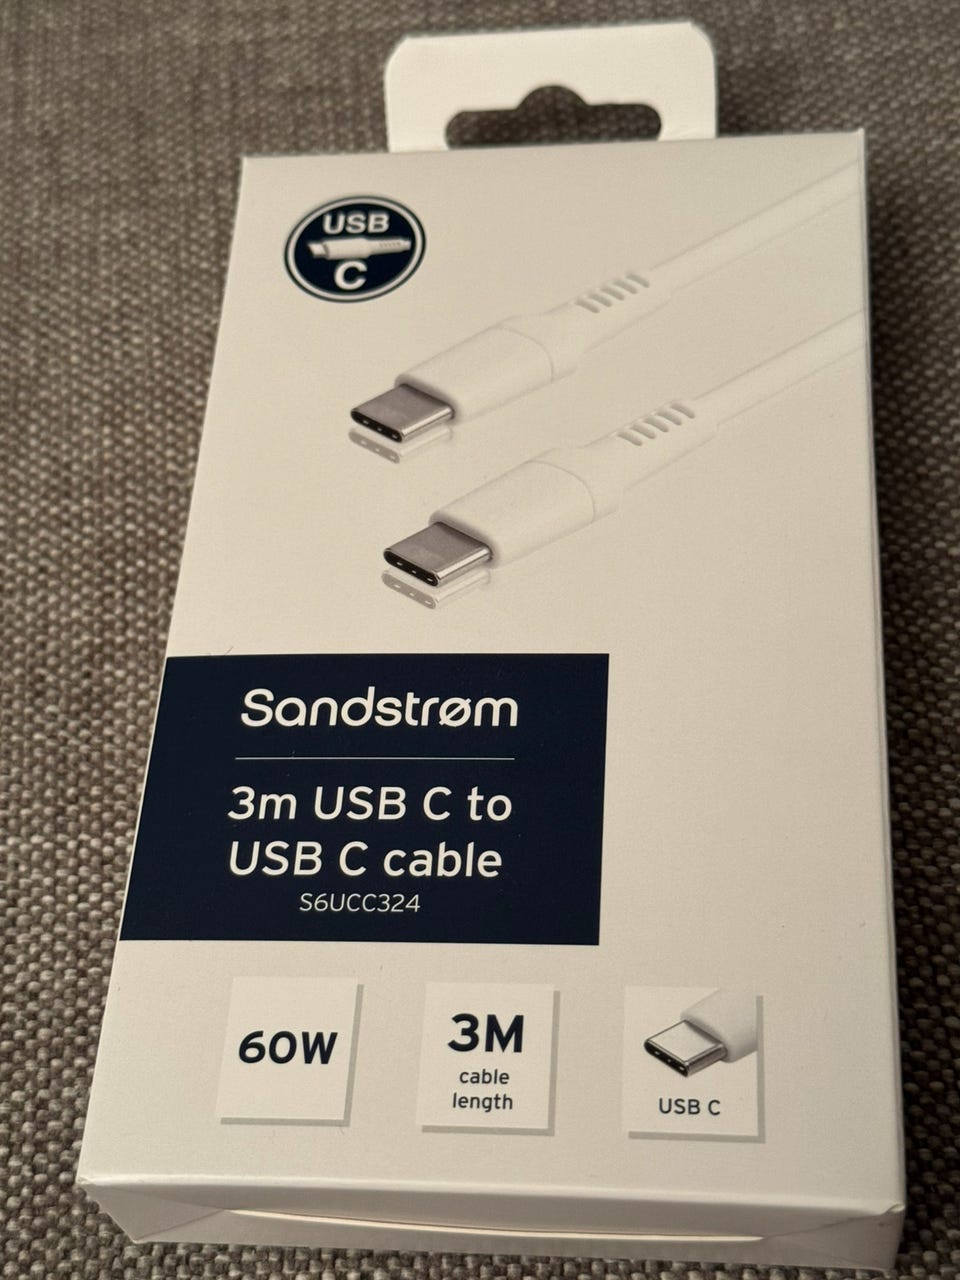 USB
C
Sandstrøm
3m USB C to
USB C cable
S6UCC324
60W
3M
cable
length
USB C